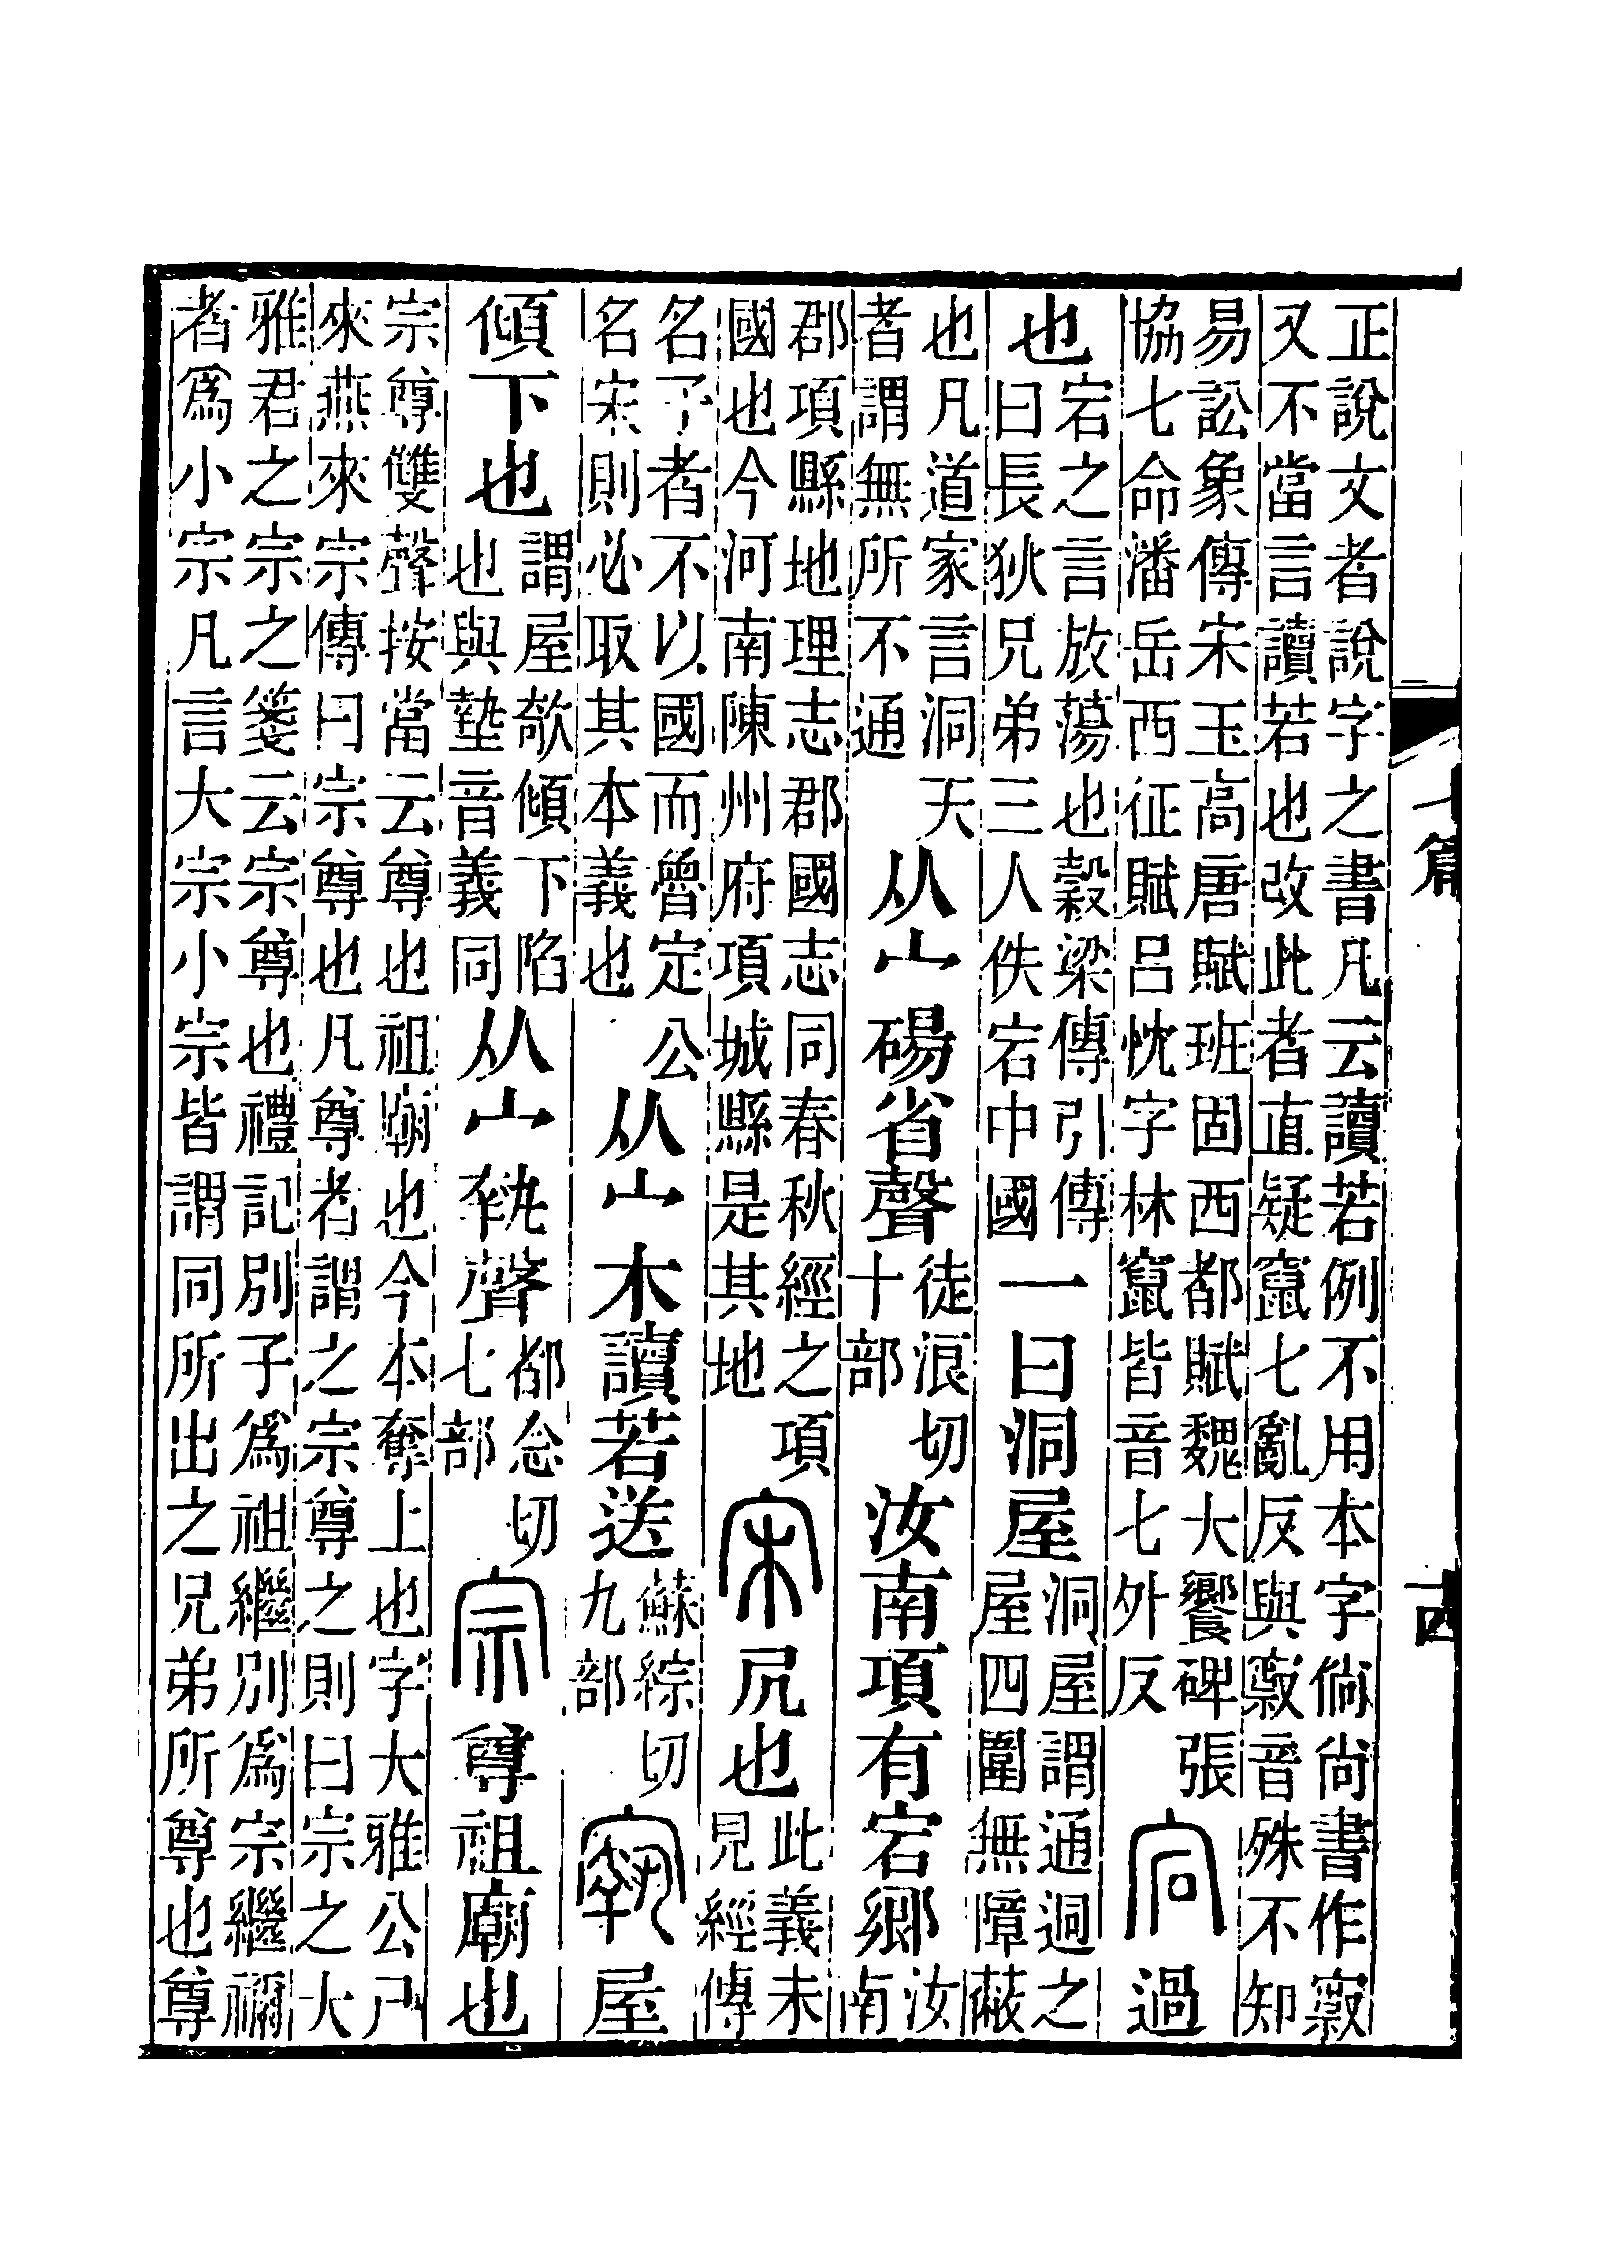 正說文者說字之書凡云讀若例不用本字倘尚書作㝮
又不當言讀若也改此者直疑竄七亂反與㝮音殊不知
易訟象傳宋玉高唐賦班固西都賦魏大饗碑張
協七命潘岳西征賦呂忱字林竄皆音七外反
宕過
也
宕之言放蕩也穀梁傳引傳
曰長狄兄弟三人佚宕中國
一曰洞屋
洞屋謂通迵之
屋四圍無障蔽
也凡道家言洞天
者謂無所不通
从宀碭省聲
徒浪切
十部
汝南項有宕鄉
汝
南
郡項縣地理志郡國志同春秋經之項
國也今河南陳州府項城縣是其地
宋凥也
此義未
見經傳
名子者不以國而魯定公
名宋則必取其本義也
从宀木讀若送
蘇綜切
九部
㝪屋
傾下也
謂屋欹傾下陷
也與墊音義同
从宀執聲
都念切
七部
宗尊祖廟也
宗尊雙聲按當云尊也祖廟也今本奪上也字大雅公尸
來燕來宗傳曰宗尊也凡尊者謂之宗尊之則曰宗之大
雅君之宗之箋云宗尊也禮記別子爲祖繼別爲宗繼禰
者爲小宗凡言大宗小宗皆謂同所出之兄弟所尊也尊
七篇
十四